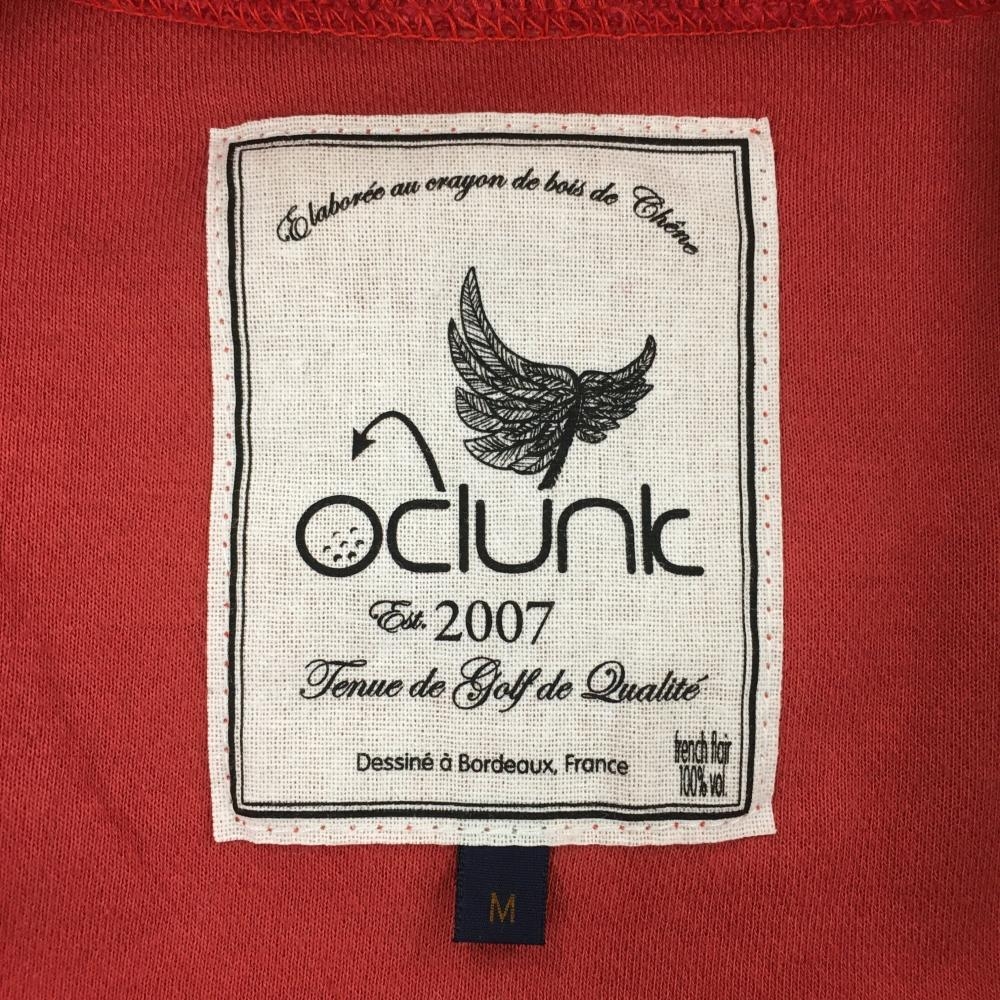 Elaborée au crayon de bois de Chêne
oclunk
Est. 2007
Tenue de Golf de Qualité
Dessiné à Bordeaux, France
french flair
100% vol.
M